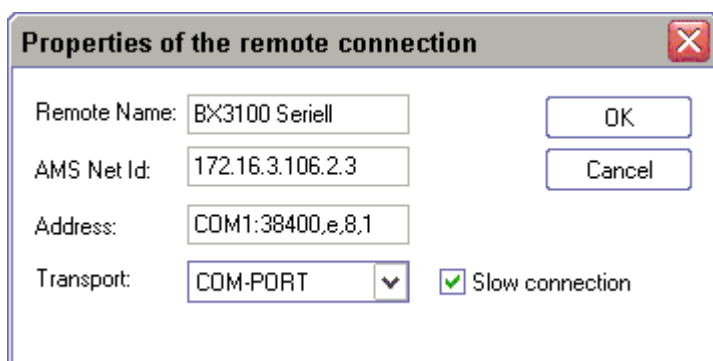 Properties of the remote connection
Remote Name: BX3100 Seriell OK
AMS Net Id: 172.16.3.106.2.3 Cancel
Address: COM1:38400,e,8,1
Transport: COM-PORT Slow connection